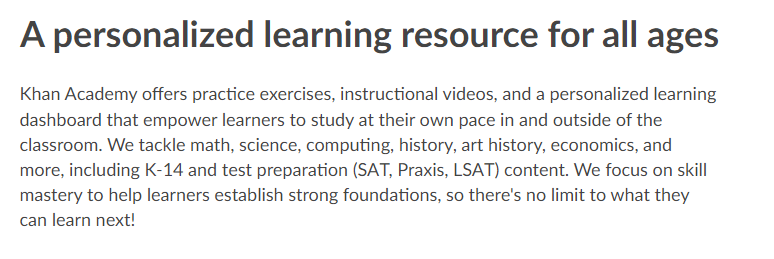 A personalized learning resource for all ages
Khan Academy offers practice exercises, instructional videos, and a personalized learning
dashboard that empower learners to study at their own pace in and outside of the
classroom. We tackle math, science, computing, history, art history, economics, and
more, including K-14 and test preparation (SAT, Praxis, LSAT) content. We focus on skill
mastery to help learners establish strong foundations, so there's no limit to what they
can learn next!